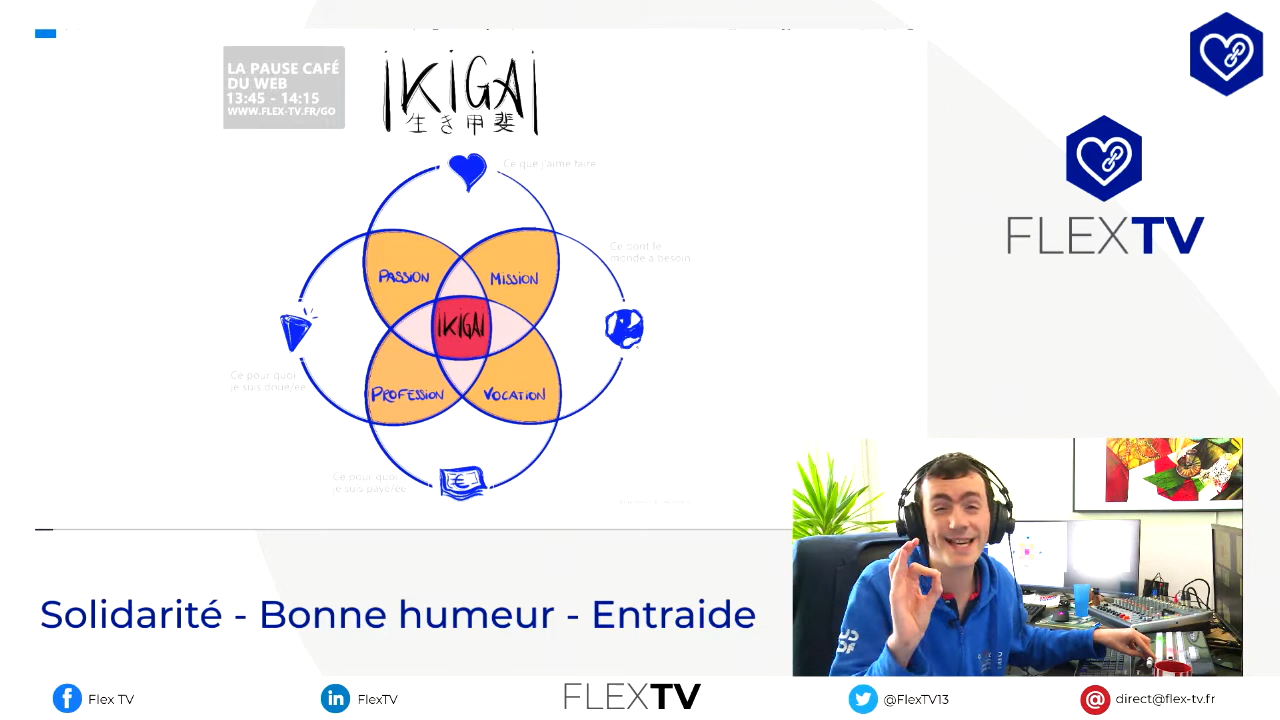 LA PAUSE CAFÉ
DU WEB
13:45 - 14:15
WWW.FLEX-TV.FR/GO
IKIGAI
生き甲斐
Ce que j'aime faire
Ce dont le
monde a besoin
PASSION
MISSION
IKIGAI
Ce pour quoi
je suis doué/ée
PROFESSION
VOCATION
Ce pour quoi
je suis payé/ée
€
FLEXTV
Solidarité - Bonne humeur - Entraide
Flex TV
FlexTV
FLEXTV
@FlexTV13
direct@flex-tv.fr